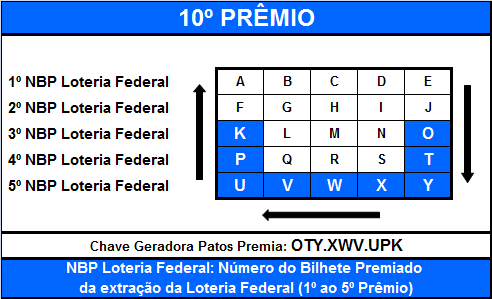 10º PRÊMIO
1º NBP Loteria Federal A B C D E
2º NBP Loteria Federal F G H I J
3º NBP Loteria Federal K L M N O
4º NBP Loteria Federal P Q R S T
5º NBP Loteria Federal U V W X Y
Chave Geradora Patos Premia: OTY.XWV.UPK
NBP Loteria Federal: Número do Bilhete Premiado
da extração da Loteria Federal (1º ao 5º Prêmio)